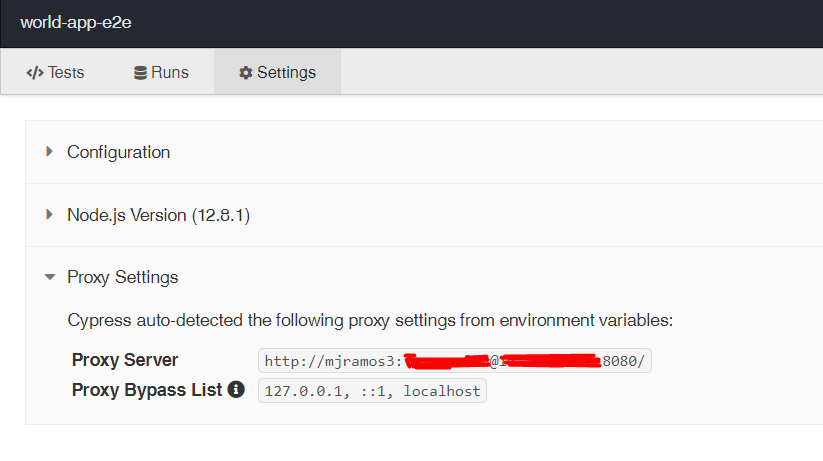 world-app-e2e
</> Tests
Runs
Settings
Configuration
Node.js Version (12.8.1)
Proxy Settings
Cypress auto-detected the following proxy settings from environment variables:
Proxy Server http://mjramos3: @ 8080/
Proxy Bypass List 127.0.0.1, ::1, localhost